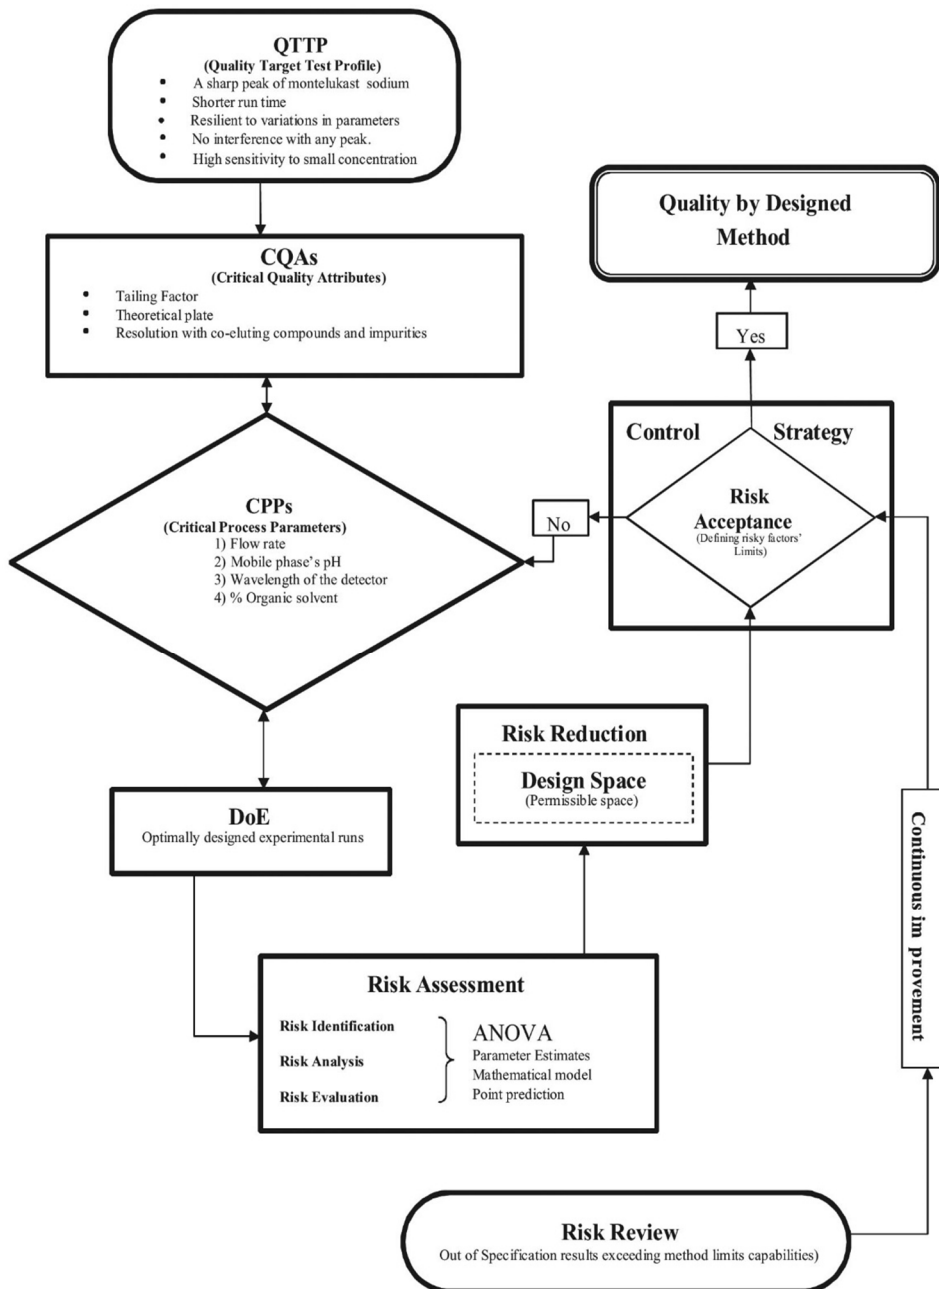 QTTP
(Quality Target Test Profile)
• A sharp peak of montelukast sodium
• Shorter run time
• Resilient to variations in parameters
• No interference with any peak.
• High sensitivity to small concentration
CQAs
(Critical Quality Attributes)
• Tailing Factor
• Theoretical plate
• Resolution with co-eluting compounds and impurities
CPPs
(Critical Process Parameters)
1) Flow rate
2) Mobile phase's pH
3) Wavelength of the detector
4) % Organic solvent
DoE
Optimally designed experimental runs
Risk Assessment
Risk Identification
Risk Analysis
Risk Evaluation
ANOVA
Parameter Estimates
Mathematical model
Point prediction
Risk Reduction
Design Space
(Permissible space)
Control Strategy
Risk
Acceptance
(Defining risky factors'
Limits)
No
Yes
Quality by Designed
Method
Continuous im provement
Risk Review
Out of Specification results exceeding method limits capabilities)